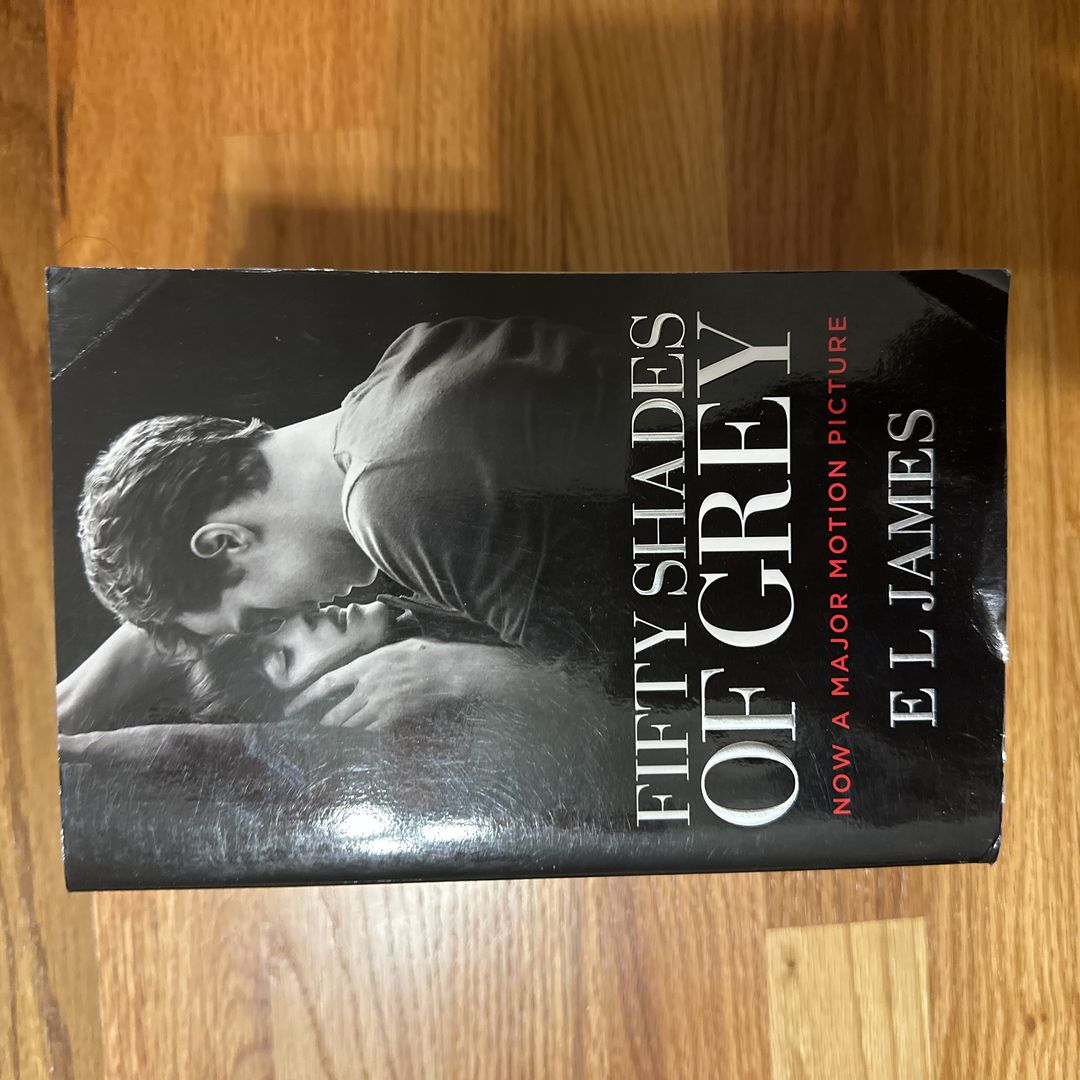 FIFTY SHADES
OF GREY
NOW A MAJOR MOTION PICTURE
E L JAMES